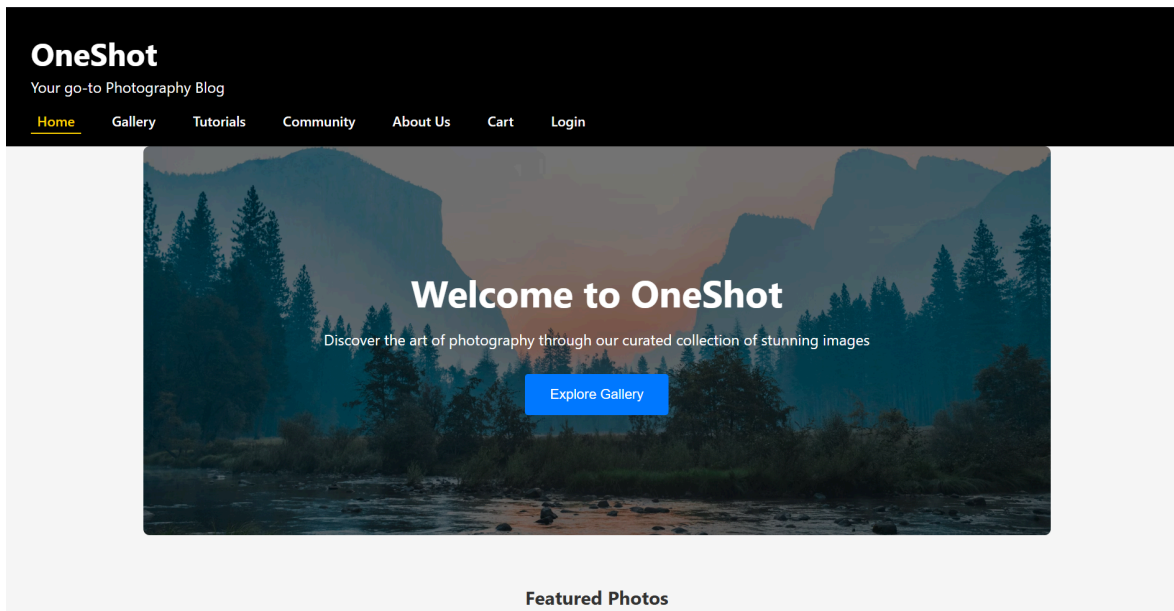 OneShot
Your go-to Photography Blog
Home Gallery Tutorials Community About Us Cart Login
Welcome to OneShot
Discover the art of photography through our curated collection of stunning images
Explore Gallery
Featured Photos